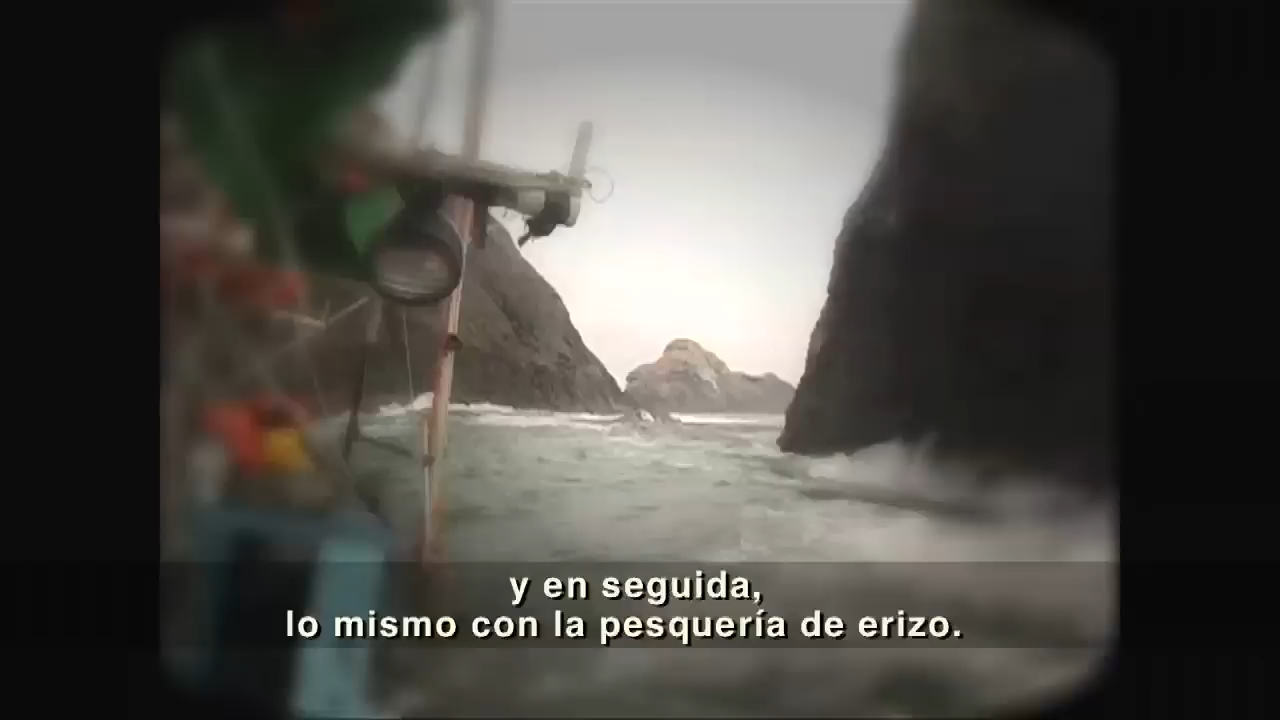 y en seguida,
lo mismo con la pesquería de erizo.